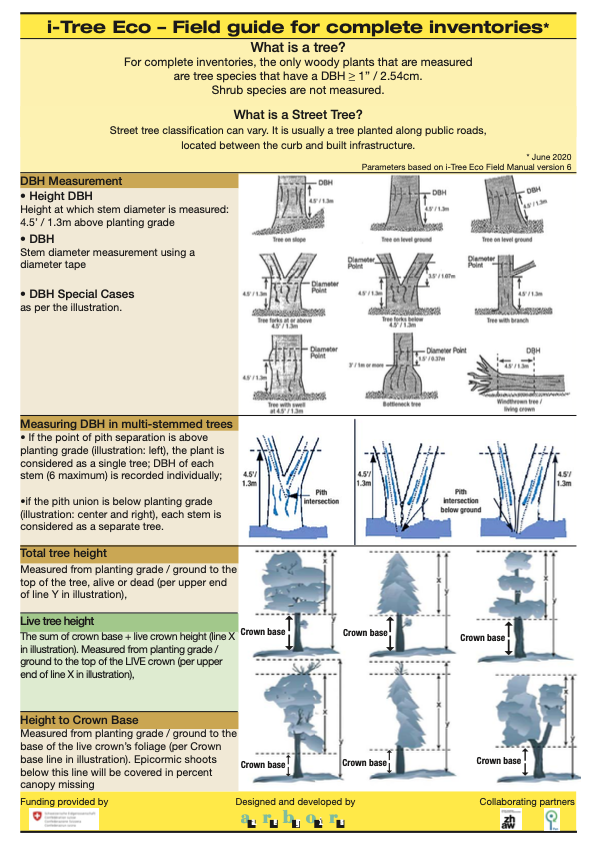 i-Tree Eco – Field guide for complete inventories*
What is a tree?
For complete inventories, the only woody plants that are measured
are tree species that have a DBH ≥ 1” / 2.54cm.
Shrub species are not measured.
What is a Street Tree?
Street tree classification can vary. It is usually a tree planted along public roads,
located between the curb and built infrastructure.
* June 2020
Parameters based on i-Tree Eco Field Manual version 6
DBH Measurement
• Height DBH
Height at which stem diameter is measured:
4.5’ / 1.3m above planting grade
• DBH
Stem diameter measurement using a
diameter tape
• DBH Special Cases
as per the illustration.
DBH
4.5' / 1.3m
Tree on slope
DBH
4.5' / 1.3m
Tree on level ground
DBH
4.5' / 1.3m
Tree on level ground
Diameter
Point
4.5' / 1.3m
Tree forks at or above
4.5' / 1.3m
Diameter
Point
3.5' / 1.07m
4.5' / 1.3m
Tree forks below
4.5' / 1.3m
Diameter
Point
4.5' / 1.3m
Tree with branch
Diameter
Point
4.5' / 1.3m
Tree with swell
at 4.5' / 1.3m
Diameter Point
1.5' / 0.37m
3' / 1m or more
Bottleneck tree
DBH
4.5' / 1.3m
Windthrown tree /
living crown
Measuring DBH in multi-stemmed trees
• If the point of pith separation is above
planting grade (illustration: left), the plant is
considered as a single tree; DBH of each
stem (6 maximum) is recorded individually;
•if the pith union is below planting grade
(illustration: center and right), each stem is
considered as a separate tree.
4.5'/
1.3m
Pith
intersection
4.5'/
1.3m
Pith
intersection
below ground
4.5'/
1.3m
Total tree height
Measured from planting grade / ground to the
top of the tree, alive or dead (per upper end
of line Y in illustration),
Live tree height
The sum of crown base + live crown height (line X
in illustration). Measured from planting grade /
ground to the top of the LIVE crown (per upper
end of line X in illustration),
Height to Crown Base
Measured from planting grade / ground to the
base of the live crown’s foliage (per Crown
base line in illustration). Epicormic shoots
below this line will be covered in percent
canopy missing
x
y
Crown base
x
y
Crown base
x
y
Crown base
x
y
Crown base
x
y
Crown base
x
y
Crown base
Funding provided by
Designed and developed by
Collaborating partners
arbor
zh
aw